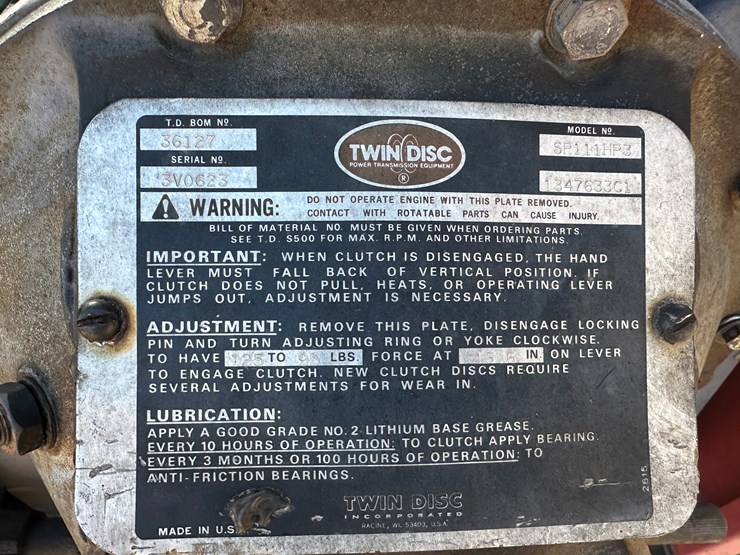 T.D. BOM Nº.
36127
SERIAL Nº.
3V0623
TWIN DISC
POWER TRANSMISSION EQUIPMENT
®
MODEL Nº.
SP111HP3
1347633C1
WARNING: DO NOT OPERATE ENGINE WITH THIS PLATE REMOVED.
CONTACT WITH ROTATABLE PARTS CAN CAUSE INJURY.
BILL OF MATERIAL NO. MUST BE GIVEN WHEN ORDERING PARTS.
SEE T.D. S500 FOR MAX. R.P.M. AND OTHER LIMITATIONS.
IMPORTANT: WHEN CLUTCH IS DISENGAGED, THE HAND
LEVER MUST FALL BACK OF VERTICAL POSITION. IF
CLUTCH DOES NOT PULL, HEATS, OR OPERATING LEVER
JUMPS OUT, ADJUSTMENT IS NECESSARY.
ADJUSTMENT: REMOVE THIS PLATE, DISENGAGE LOCKING
PIN AND TURN ADJUSTING RING OR YOKE CLOCKWISE.
TO HAVE TO LBS. FORCE AT IN. ON LEVER
TO ENGAGE CLUTCH. NEW CLUTCH DISCS REQUIRE
SEVERAL ADJUSTMENTS FOR WEAR IN.
LUBRICATION:
APPLY A GOOD GRADE NO. 2 LITHIUM BASE GREASE.
EVERY 10 HOURS OF OPERATION: TO CLUTCH APPLY BEARING.
EVERY 3 MONTHS OR 100 HOURS OF OPERATION: TO
ANTI-FRICTION BEARINGS.
2615
TWIN DISC
INCORPORATED
RACINE, WI. 53403, U.S.A.
MADE IN U.S.